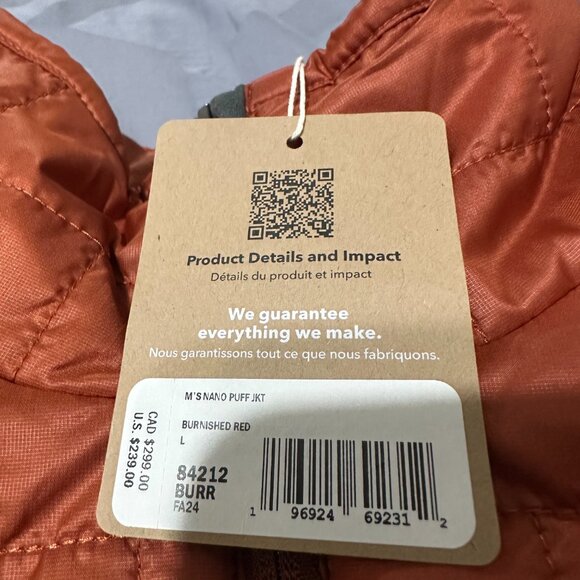 Product Details and Impact
Détails du produit et impact
We guarantee
everything we make.
Nous garantissons tout ce que nous fabriquons.
M'S NANO PUFF JKT
BURNISHED RED
L
84212
BURR
FA24
CAD $299.00
U.S. $239.00
1 96924 69231 2